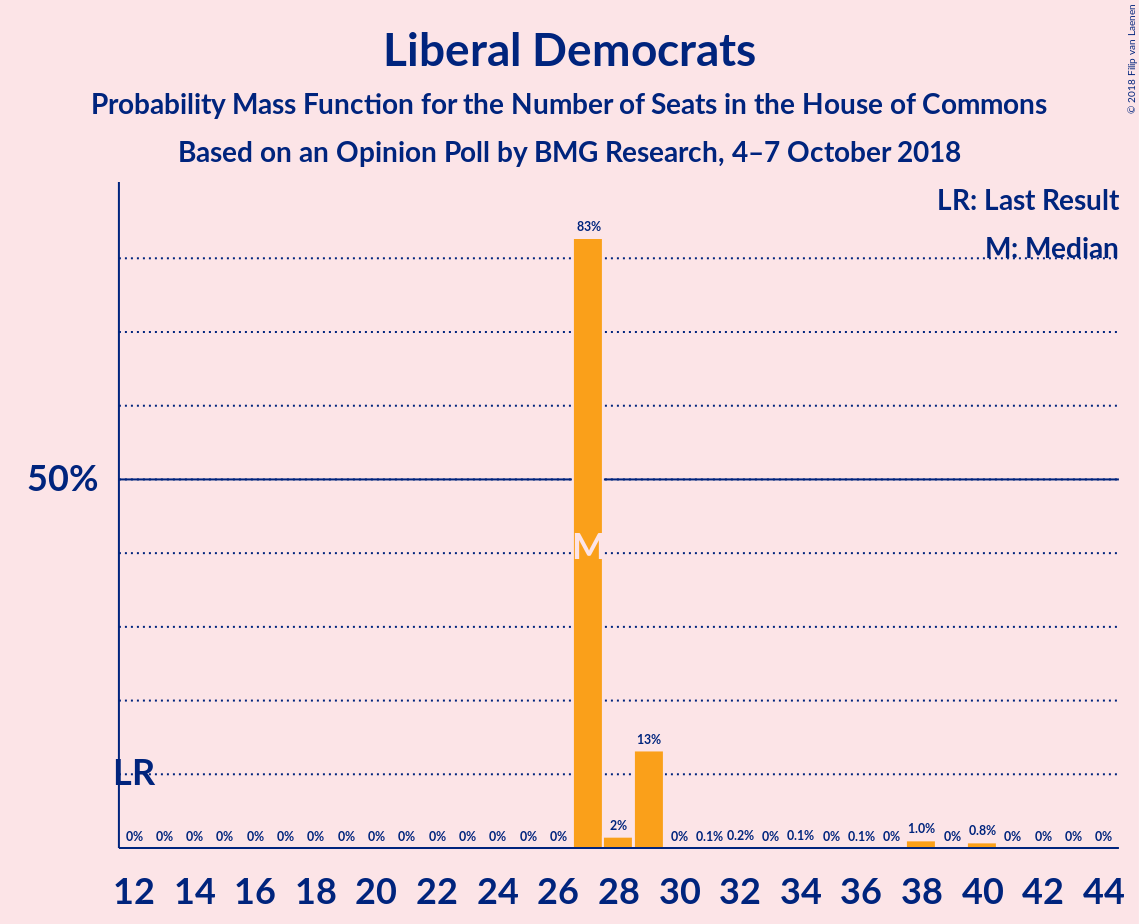 Liberal Democrats
Probability Mass Function for the Number of Seats in the House of Commons
Based on an Opinion Poll by BMG Research, 4–7 October 2018
© 2018 Filip van Laenen
LR: Last Result
M: Median
83%
50%
M
13%
LR
0% 0% 0% 0% 0% 0% 0% 0% 0% 0% 0% 0% 0% 0% 0% 2% 0% 0.1% 0.2% 0% 0.1% 0% 0.1% 0% 1.0% 0% 0.8% 0% 0% 0% 0%
12 14 16 18 20 22 24 26 28 30 32 34 36 38 40 42 44